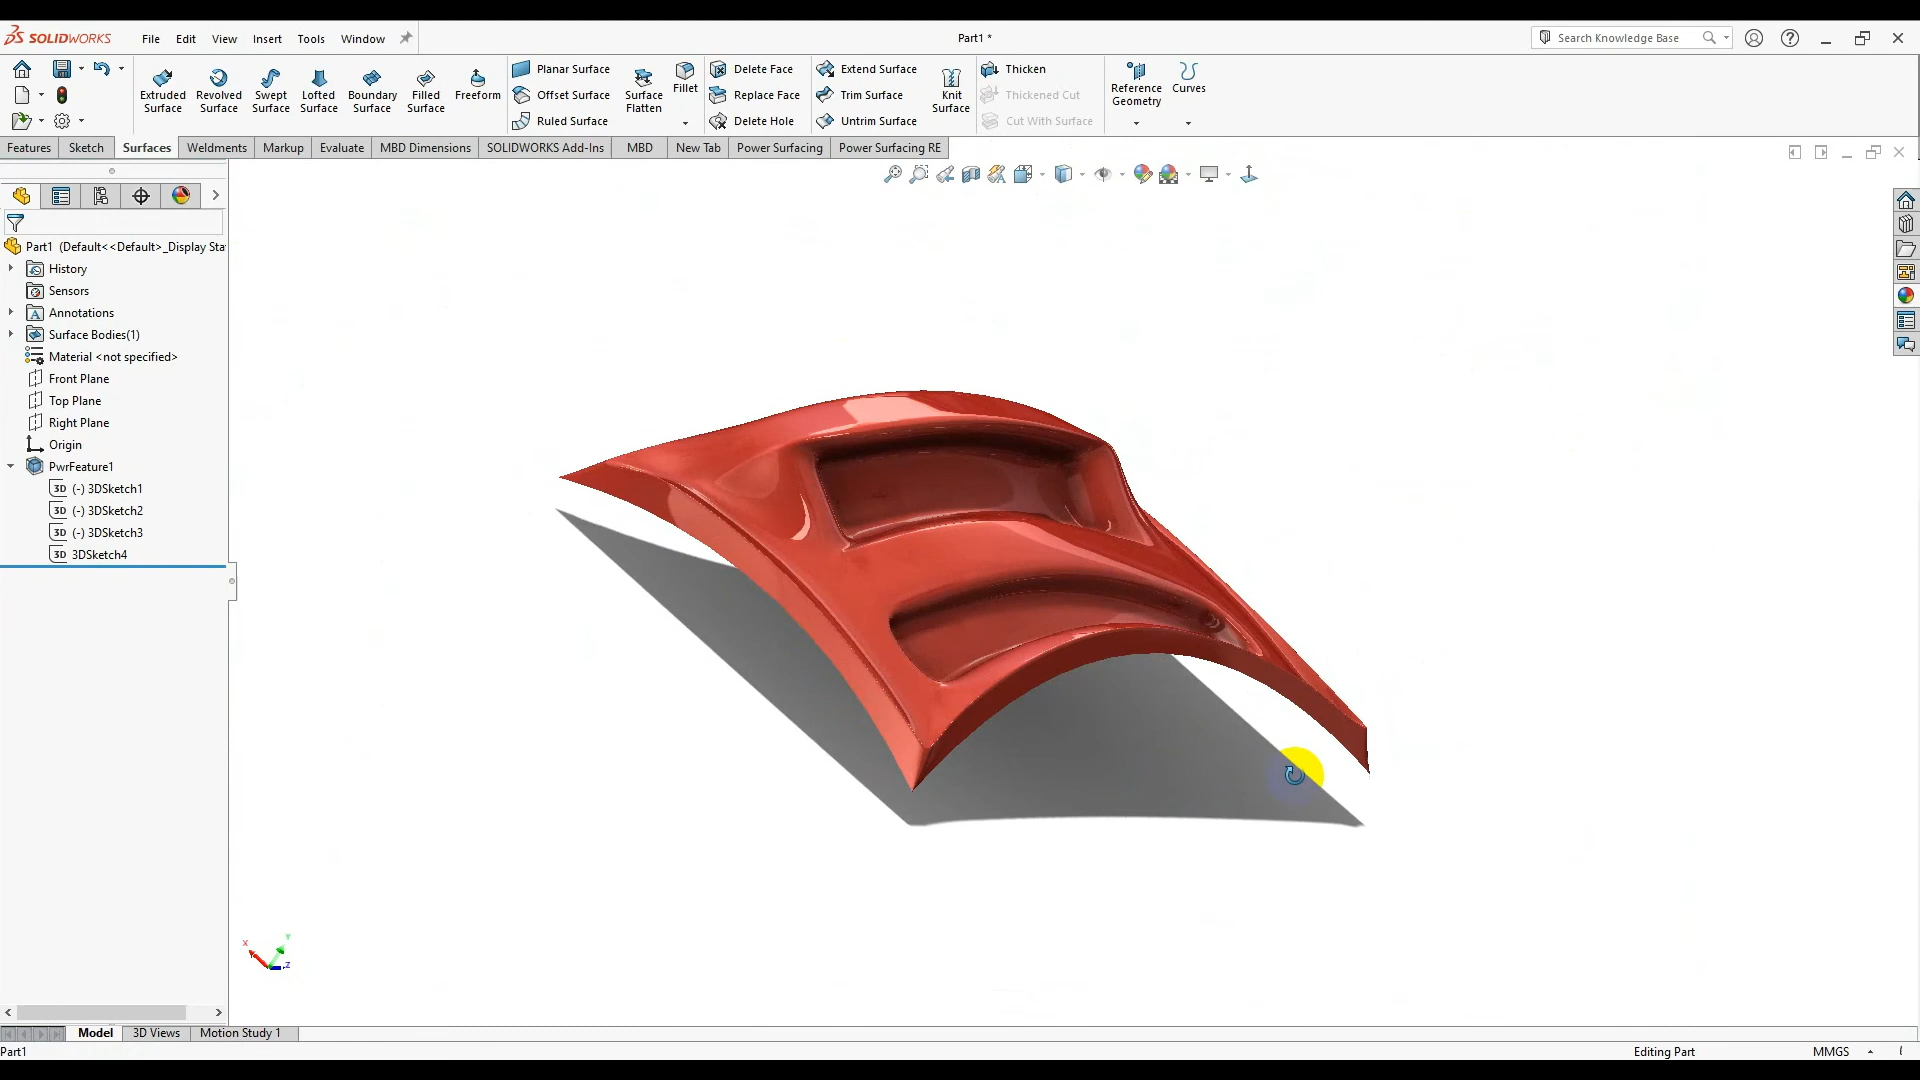 SOLIDWORKS File Edit View Insert Tools Window Part1 * Search Knowledge Base
Extruded Surface
Revolved Surface
Swept Surface
Lofted Surface
Boundary Surface
Filled Surface
Freeform
Planar Surface
Offset Surface
Ruled Surface
Surface Flatten
Fillet
Delete Face
Replace Face
Delete Hole
Extend Surface
Trim Surface
Untrim Surface
Knit Surface
Thicken
Thickened Cut
Cut With Surface
Reference Geometry
Curves
Features Sketch Surfaces Weldments Markup Evaluate MBD Dimensions SOLIDWORKS Add-Ins MBD New Tab Power Surfacing Power Surfacing RE
Part1 (Default<<Default>_Display Sta
History
Sensors
Annotations
Surface Bodies(1)
Material <not specified>
Front Plane
Top Plane
Right Plane
Origin
PwrFeature1
3D (-) 3DSketch1
3D (-) 3DSketch2
3D (-) 3DSketch3
3D 3DSketch4
X Y Z
Model 3D Views Motion Study 1
Part1 Editing Part MMGS